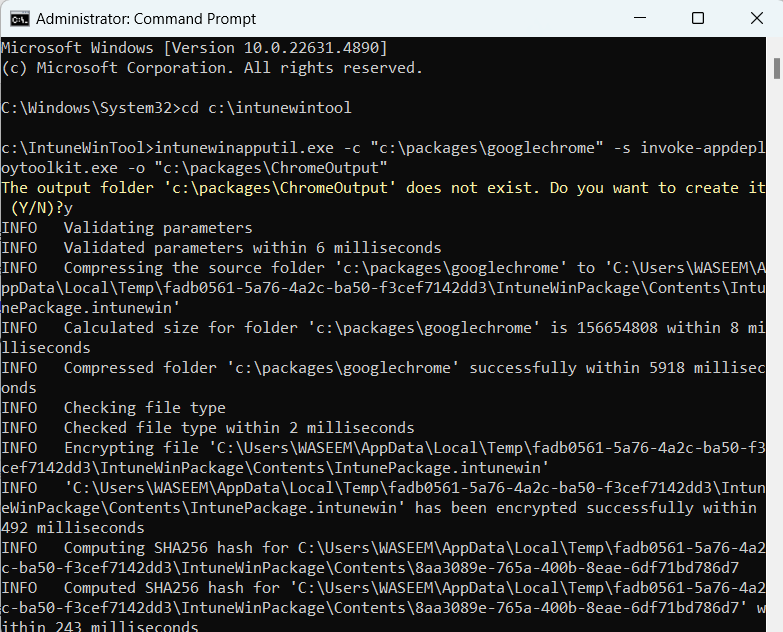 Administrator: Command Prompt
Microsoft Windows [Version 10.0.22631.4890]
(c) Microsoft Corporation. All rights reserved.
C:\Windows\System32>cd c:\intunewintool
c:\IntuneWinTool>intunewinapputil.exe -c "c:\packages\googlechrome" -s invoke-appdepl
oytoolkit.exe -o "c:\packages\ChromeOutput"
The output folder 'c:\packages\ChromeOutput' does not exist. Do you want to create it
(Y/N)?y
INFO   Validating parameters
INFO   Validated parameters within 6 milliseconds
INFO   Compressing the source folder 'c:\packages\googlechrome' to 'C:\Users\WASEEM\A
ppData\Local\Temp\fadb0561-5a76-4a2c-ba50-f3cef7142dd3\IntuneWinPackage\Contents\Intu
nePackage.intunewin'
INFO   Calculated size for folder 'c:\packages\googlechrome' is 156654808 within 8 mi
lliseconds
INFO   Compressed folder 'c:\packages\googlechrome' successfully within 5918 millisec
onds
INFO   Checking file type
INFO   Checked file type within 2 milliseconds
INFO   Encrypting file 'C:\Users\WASEEM\AppData\Local\Temp\fadb0561-5a76-4a2c-ba50-f3
cef7142dd3\IntuneWinPackage\Contents\IntunePackage.intunewin'
INFO   'C:\Users\WASEEM\AppData\Local\Temp\fadb0561-5a76-4a2c-ba50-f3cef7142dd3\Intun
eWinPackage\Contents\IntunePackage.intunewin' has been encrypted successfully within
492 milliseconds
INFO   Computing SHA256 hash for C:\Users\WASEEM\AppData\Local\Temp\fadb0561-5a76-4a2
c-ba50-f3cef7142dd3\IntuneWinPackage\Contents\8aa3089e-765a-400b-8eae-6df71bd786d7
INFO   Computed SHA256 hash for 'C:\Users\WASEEM\AppData\Local\Temp\fadb0561-5a76-4a2
c-ba50-f3cef7142dd3\IntuneWinPackage\Contents\8aa3089e-765a-400b-8eae-6df71bd786d7' w
ithin 243 milliseconds